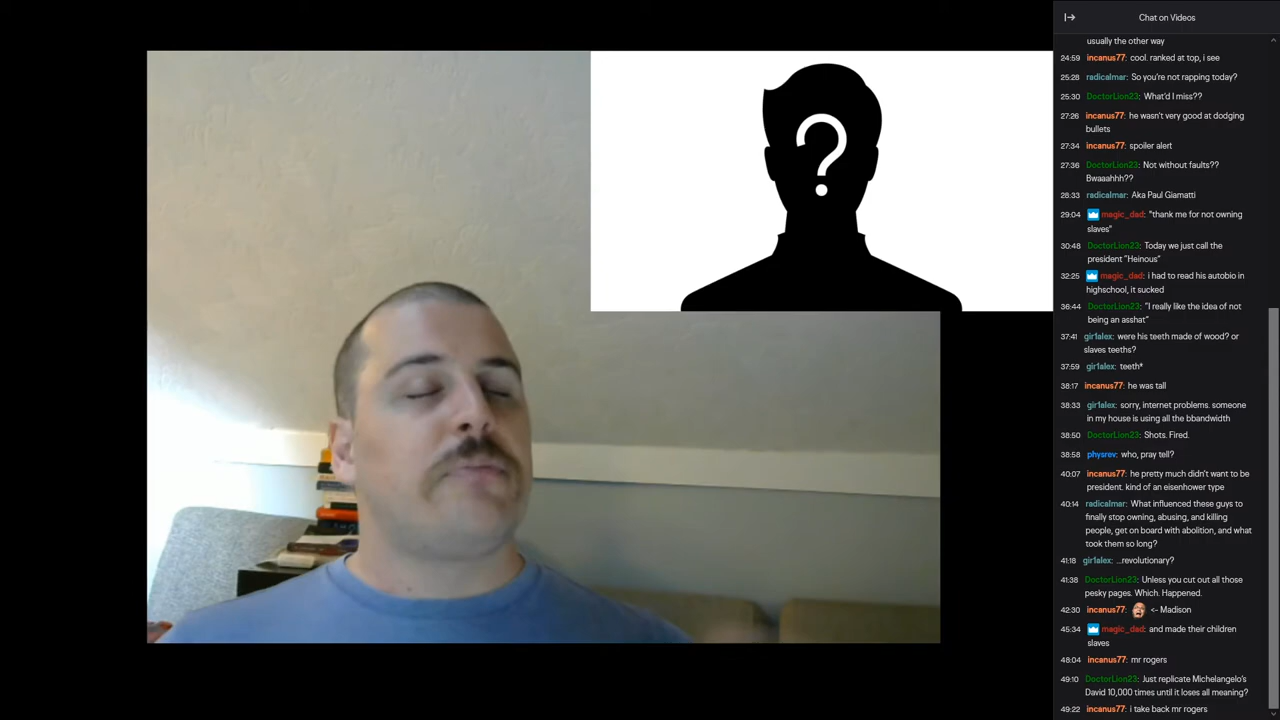 Chat on Videos
usually the other way
24:59 incanus77: cool. ranked at top, i see
25:28 radicalmar: So you're not rapping today?
25:30 DoctorLion23: What'd I miss??
27:26 incanus77: he wasn't very good at dodging
bullets
27:34 incanus77: spoiler alert
27:36 DoctorLion23: Not without faults??
Bwaaahhh??
28:33 radicalmar: Aka Paul Giamatti
29:04 magic_dad: "thank me for not owning
slaves"
30:48 DoctorLion23: Today we just call the
president "Heinous"
32:25 magic_dad: i had to read his autobio in
highschool, it sucked
36:44 DoctorLion23: "I really like the idea of not
being an asshat"
37:41 gir1alex: were his teeth made of wood? or
slaves teeths?
37:59 gir1alex: teeth*
38:17 incanus77: he was tall
38:33 gir1alex: sorry, internet problems. someone
in my house is using all the bbandwidth
38:50 DoctorLion23: Shots. Fired.
38:58 physrev: who, pray tell?
40:07 incanus77: he pretty much didn't want to be
president. kind of an eisenhower type
40:14 radicalmar: What influenced these guys to
finally stop owning, abusing, and killing
people, get on board with abolition, and what
took them so long?
41:18 gir1alex: ...revolutionary?
41:38 DoctorLion23: Unless you cut out all those
pesky pages. Which. Happened.
42:30 incanus77: <- Madison
45:34 magic_dad: and made their children
slaves
48:04 incanus77: mr rogers
49:10 DoctorLion23: Just replicate Michelangelo's
David 10,000 times until it loses all meaning?
49:22 incanus77: i take back mr rogers
?